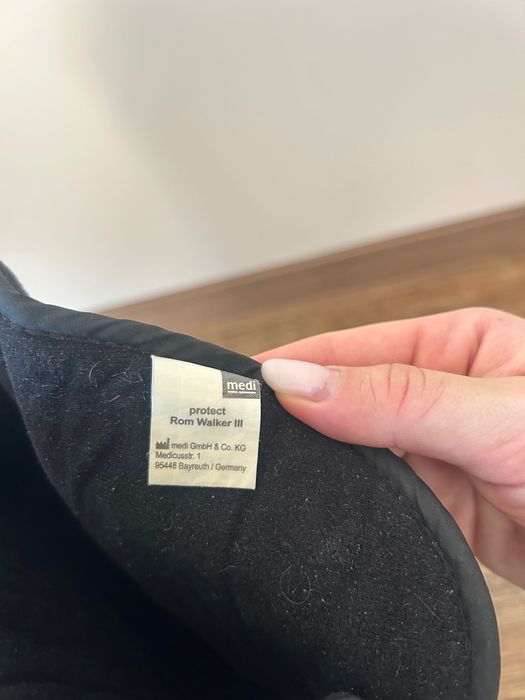 medi
protect
Rom Walker III
medi GmbH & Co. KG
Medicusstr. 1
95448 Bayreuth / Germany